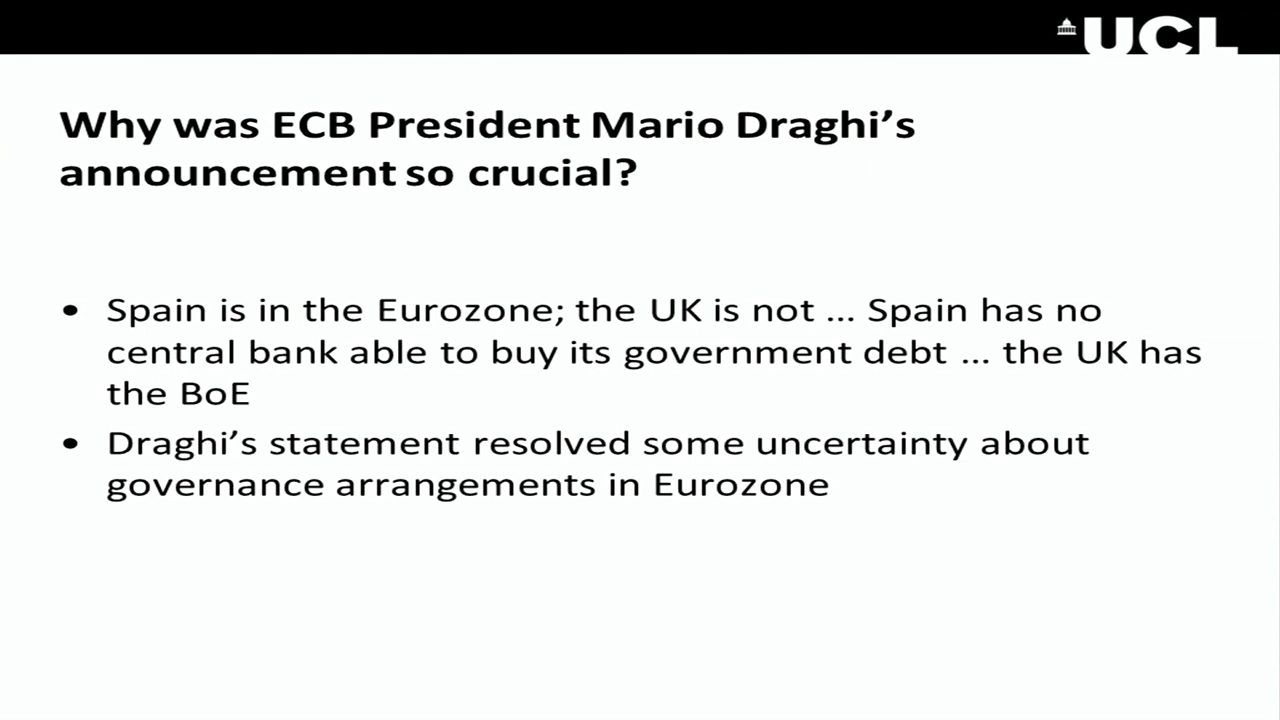 UCL
Why was ECB President Mario Draghi’s
announcement so crucial?
• Spain is in the Eurozone; the UK is not ... Spain has no
central bank able to buy its government debt ... the UK has
the BoE
• Draghi’s statement resolved some uncertainty about
governance arrangements in Eurozone